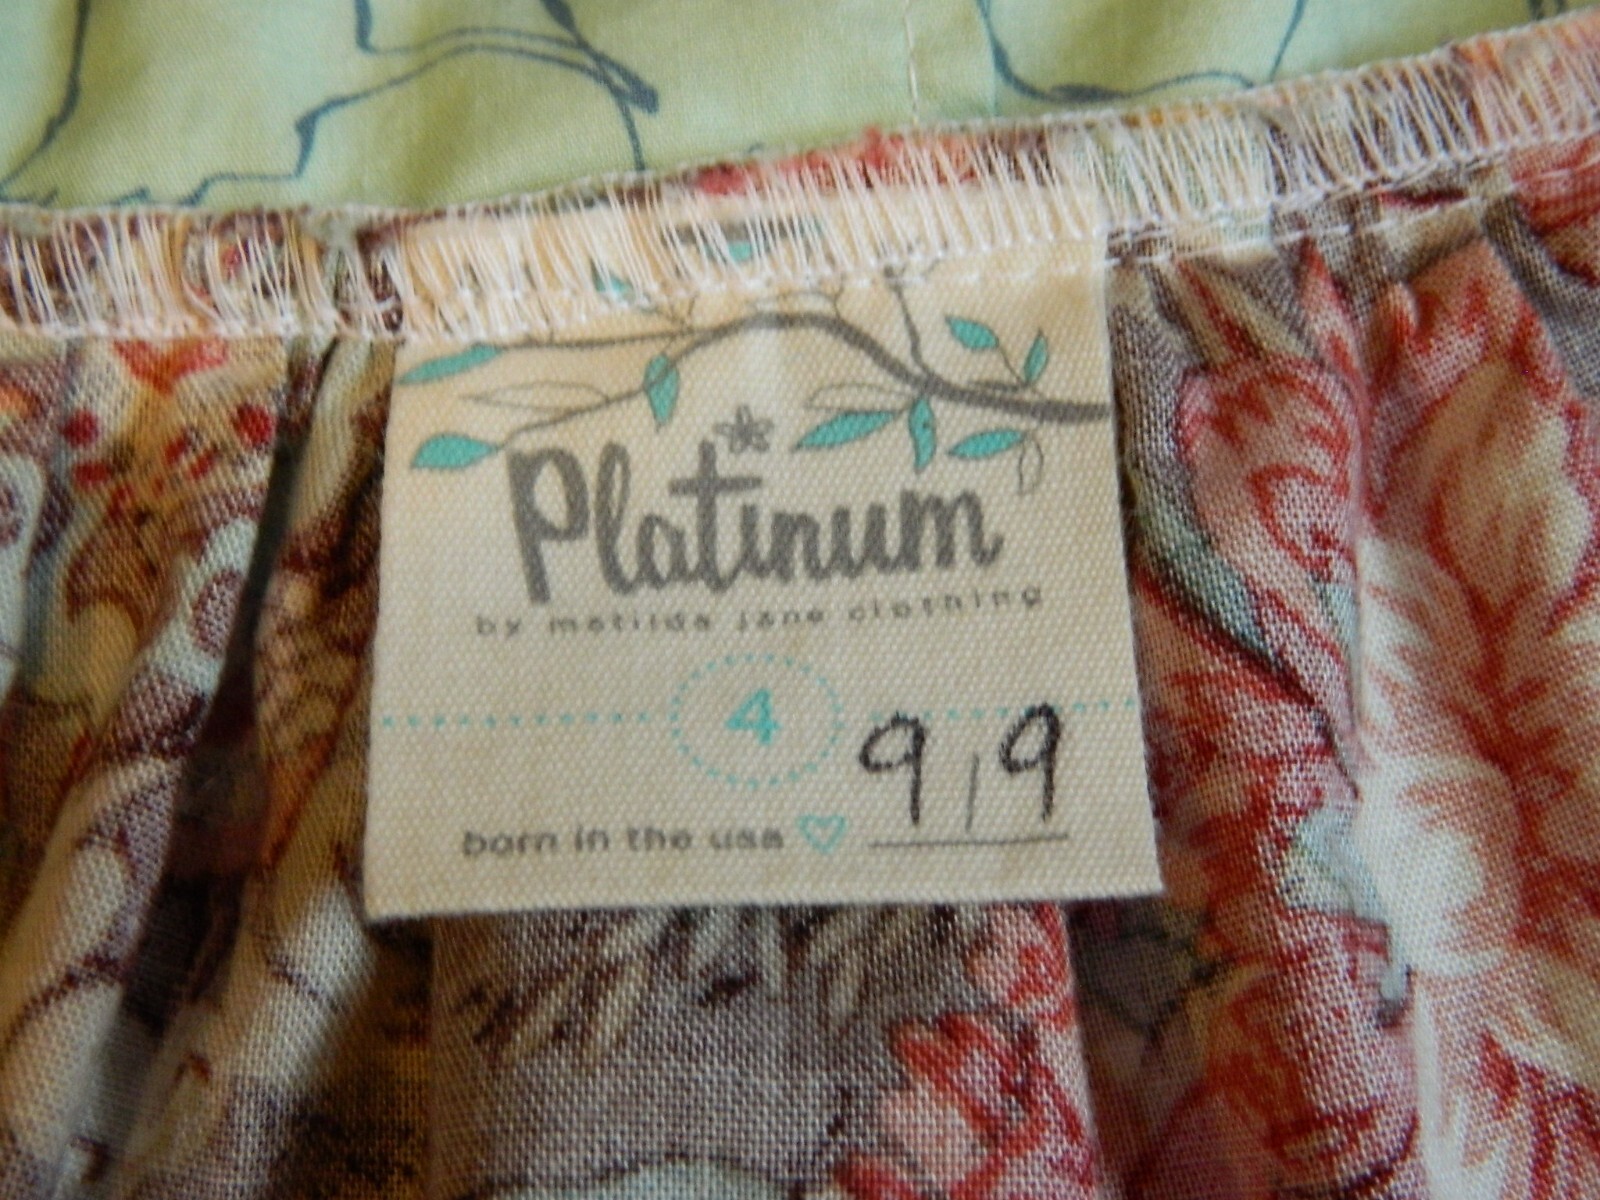 Platinum
by matilda jane clothing
4
9/9
born in the usa